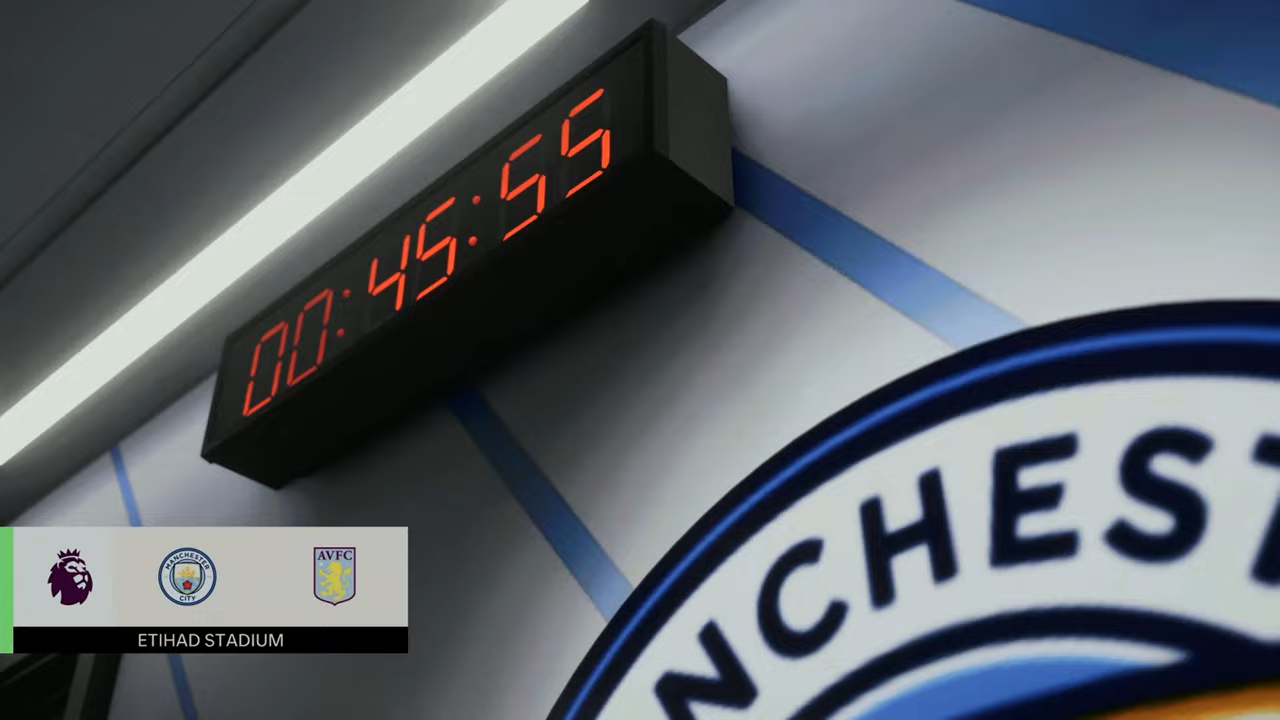 00:45:55
NCHEST
MANCHESTER
CITY
AVFC
ETIHAD STADIUM